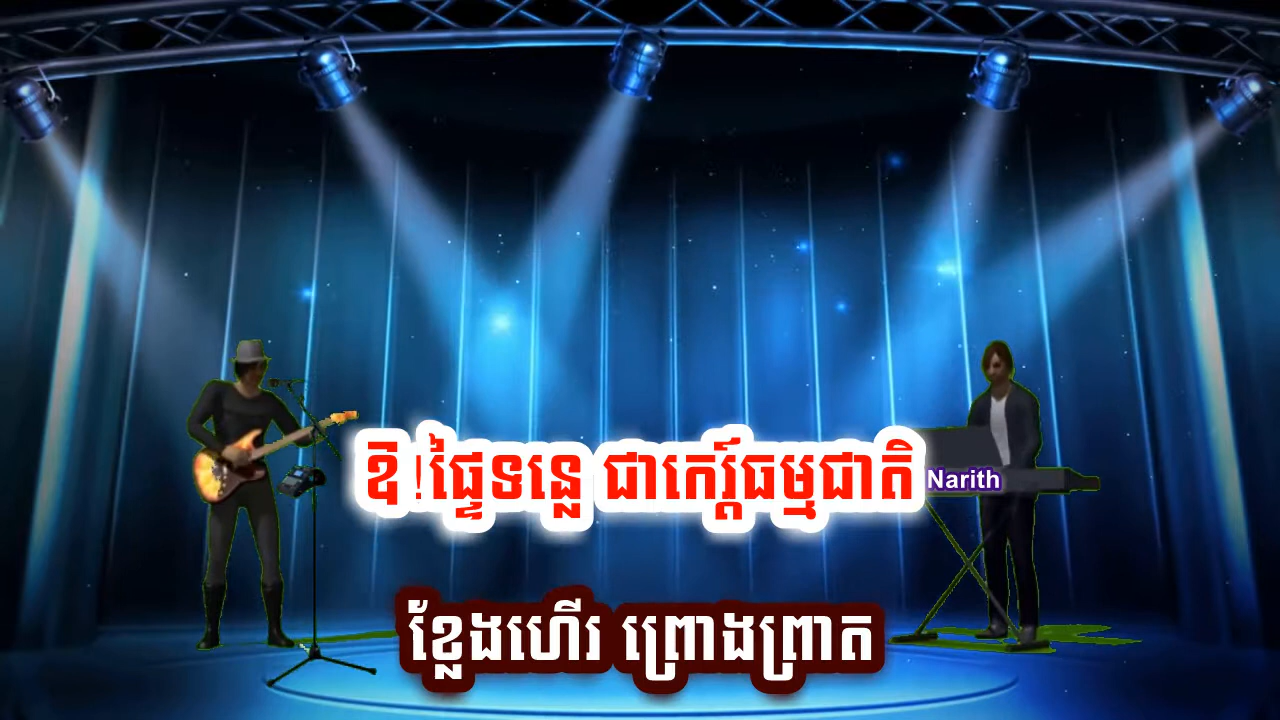 ឱ!ផ្ទៃទន្លេ ជាកេរ្ដ៍ធម្មជាតិ
Narith
ខ្លែងហើរ ព្រោងព្រាត